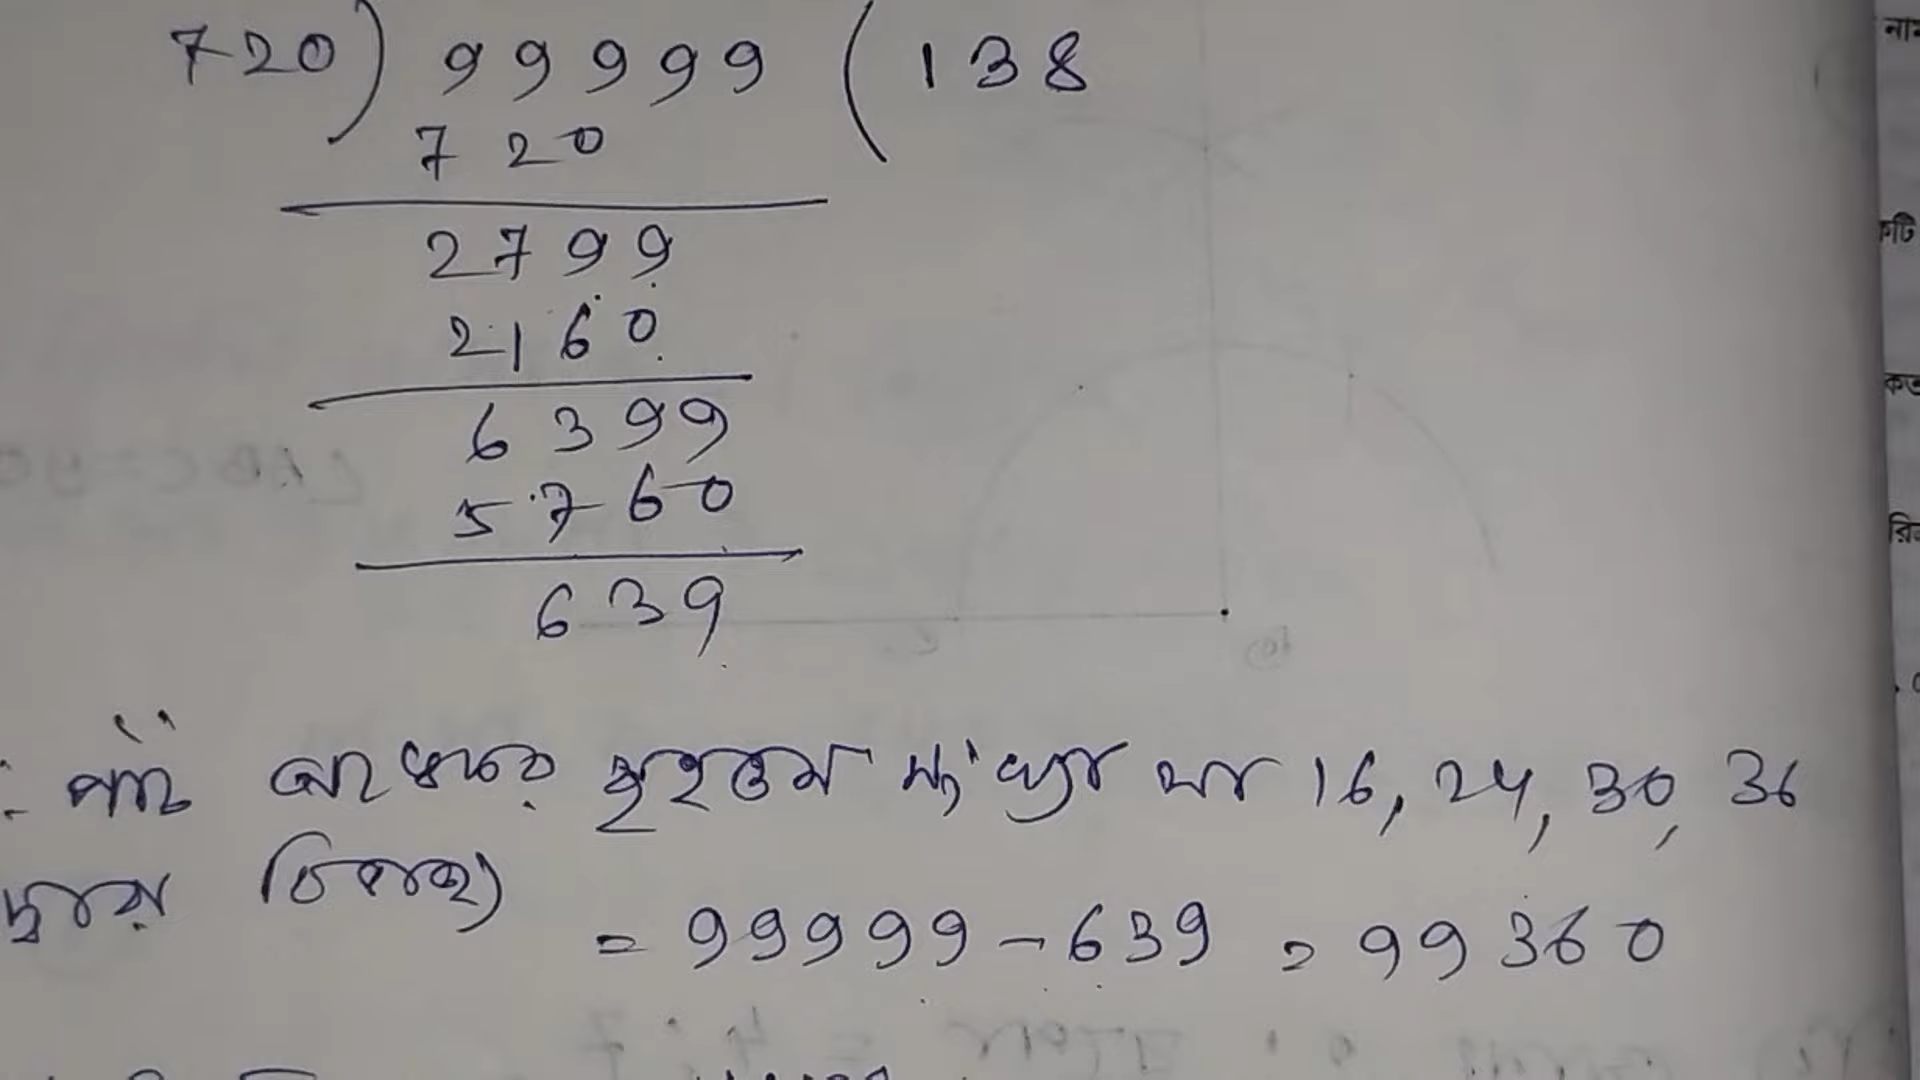 720) 99999 (138
720
2799
2160
6399
5760
639
∴ পাঁচ অঙ্কের বৃহত্তম সংখ্যা যা 16, 24, 30, 36
দ্বারা বিভাজ্য
= 99999 - 639 = 99360